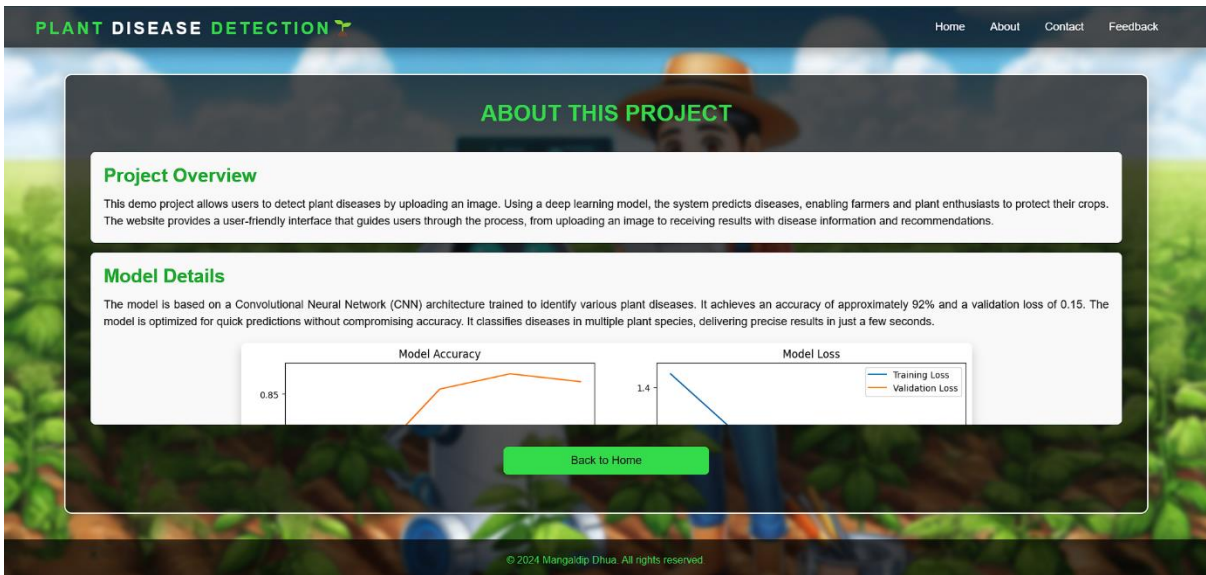 PLANT DISEASE DETECTION
Home About Contact Feedback
ABOUT THIS PROJECT
Project Overview
This demo project allows users to detect plant diseases by uploading an image. Using a deep learning model, the system predicts diseases, enabling farmers and plant enthusiasts to protect their crops.
The website provides a user-friendly interface that guides users through the process, from uploading an image to receiving results with disease information and recommendations.
Model Details
The model is based on a Convolutional Neural Network (CNN) architecture trained to identify various plant diseases. It achieves an accuracy of approximately 92% and a validation loss of 0.15. The
model is optimized for quick predictions without compromising accuracy. It classifies diseases in multiple plant species, delivering precise results in just a few seconds.
Model Accuracy
0.85
Model Loss
1.4
Training Loss
Validation Loss
Back to Home
© 2024 Mangaldip Dhua. All rights reserved.